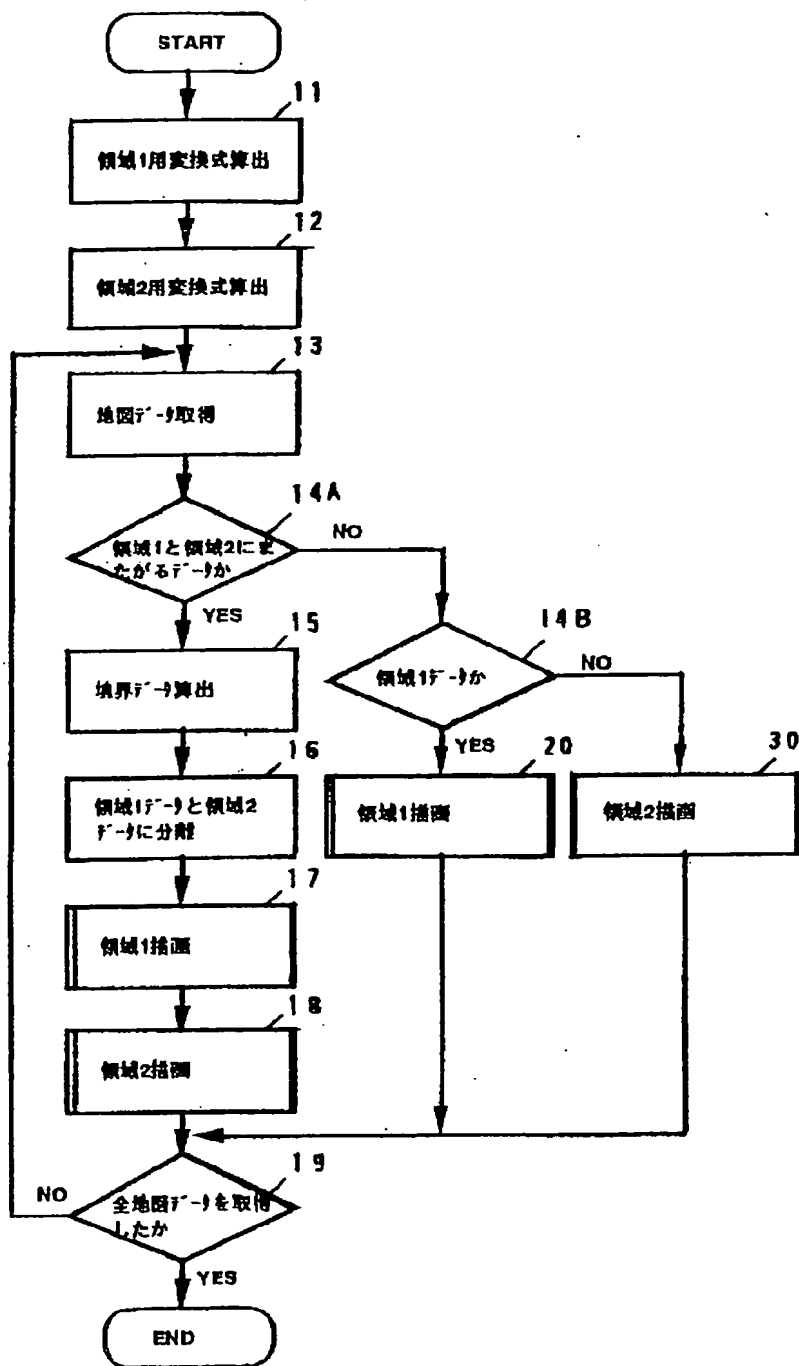 START
11
領域1用変換式算出
12
領域2用変換式算出
13
地図データ取得
14A
領域1と領域2にま
たがるデータか
NO
YES
14B
領域1データか
NO
YES
15
境界データ算出
16
領域1データと領域2
データに分離
20
領域1描画
30
領域2描画
17
領域1描画
18
領域2描画
19
全地図データを取得
したか
NO
YES
END